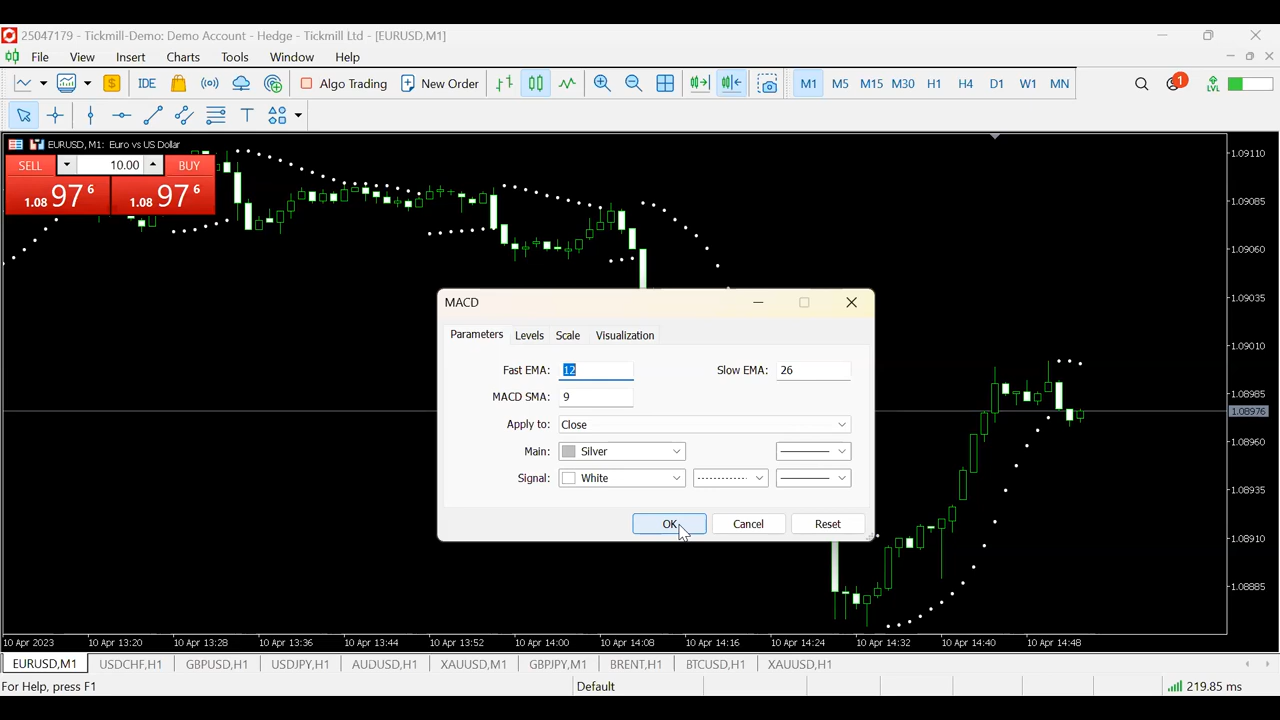 25047179 - Tickmill-Demo: Demo Account - Hedge - Tickmill Ltd - [EURUSD,M1]
File View Insert Charts Tools Window Help
IDE Algo Trading New Order M1 M5 M15 M30 H1 H4 D1 W1 MN 1 LVL
T
EURUSD, M1: Euro vs US Dollar
SELL 10.00 BUY
1.08 97 6 1.08 97 6
1.09110
1.09085
1.09060
1.09035
1.09010
1.08985
1.08976
1.08960
1.08935
1.08910
1.08885
MACD
Parameters Levels Scale Visualization
Fast EMA: 12 Slow EMA: 26
MACD SMA: 9
Apply to: Close
Main: Silver
Signal: White
OK Cancel Reset
10 Apr 2023 10 Apr 13:20 10 Apr 13:28 10 Apr 13:36 10 Apr 13:44 10 Apr 13:52 10 Apr 14:00 10 Apr 14:08 10 Apr 14:16 10 Apr 14:24 10 Apr 14:32 10 Apr 14:40 10 Apr 14:48
EURUSD,M1 USDCHF,H1 GBPUSD,H1 USDJPY,H1 AUDUSD,H1 XAUUSD,M1 GBPJPY,M1 BRENT,H1 BTCUSD,H1 XAUUSD,H1
For Help, press F1 Default 219.85 ms